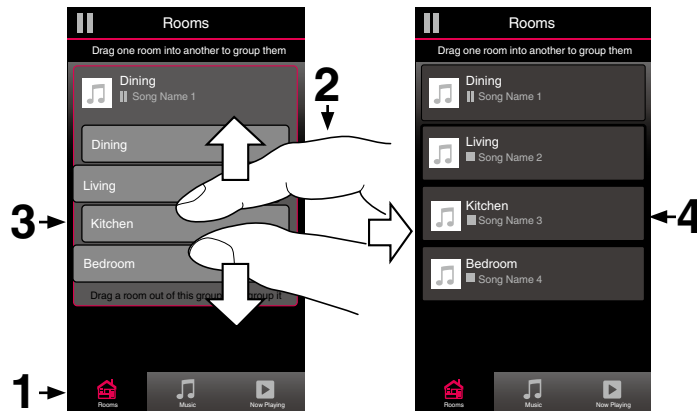 Rooms
Drag one room into another to group them
Dining
Song Name 1
2
Dining
Living
3
Kitchen
Bedroom
Drag a room out of this group group it
1
Rooms
Music
Now Playing
Rooms
Drag one room into another to group them
Dining
Song Name 1
Living
Song Name 2
Kitchen
Song Name 3
4
Bedroom
Song Name 4
Rooms
Music
Now Playing